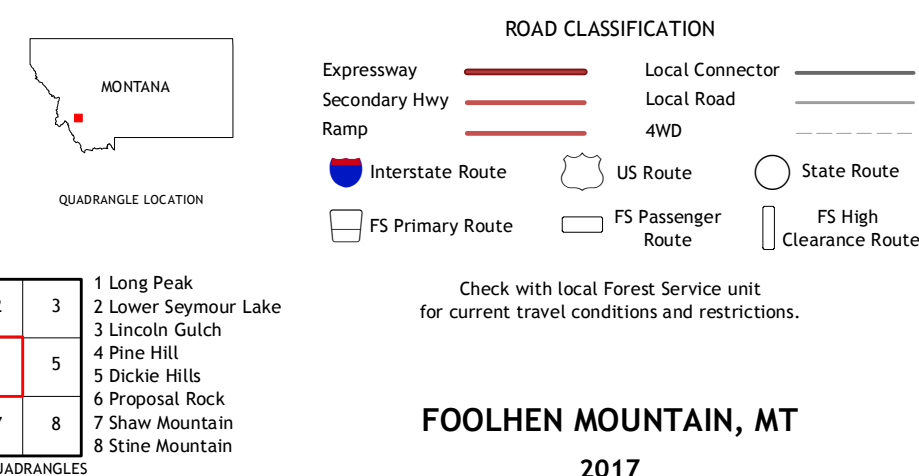 MONTANA
QUADRANGLE LOCATION
ROAD CLASSIFICATION
Expressway
Secondary Hwy
Ramp
Local Connector
Local Road
4WD
Interstate Route
US Route
State Route
FS Primary Route
FS Passenger
Route
FS High
Clearance Route
Check with local Forest Service unit
for current travel conditions and restrictions.
3
5
8
1 Long Peak
2 Lower Seymour Lake
3 Lincoln Gulch
4 Pine Hill
5 Dickie Hills
6 Proposal Rock
7 Shaw Mountain
8 Stine Mountain
FOOLHEN MOUNTAIN, MT
2017